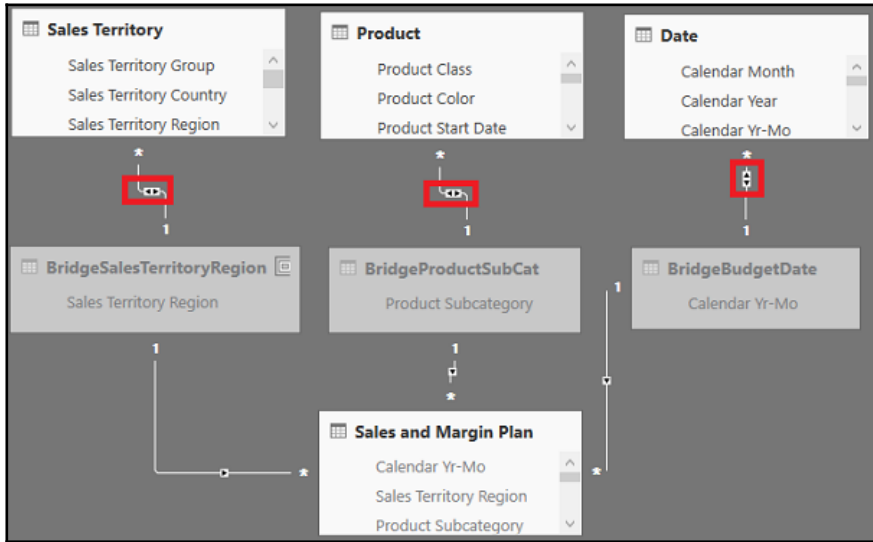 Sales Territory
Sales Territory Group
Sales Territory Country
Sales Territory Region
Product
Product Class
Product Color
Product Start Date
Date
Calendar Month
Calendar Year
Calendar Yr-Mo
*
*
*
1
1
1
BridgeSalesTerritoryRegion
Sales Territory Region
BridgeProductSubCat
Product Subcategory
BridgeBudgetDate
Calendar Yr-Mo
1
1
1
*
Sales and Margin Plan
Calendar Yr-Mo
Sales Territory Region
Product Subcategory
*
*